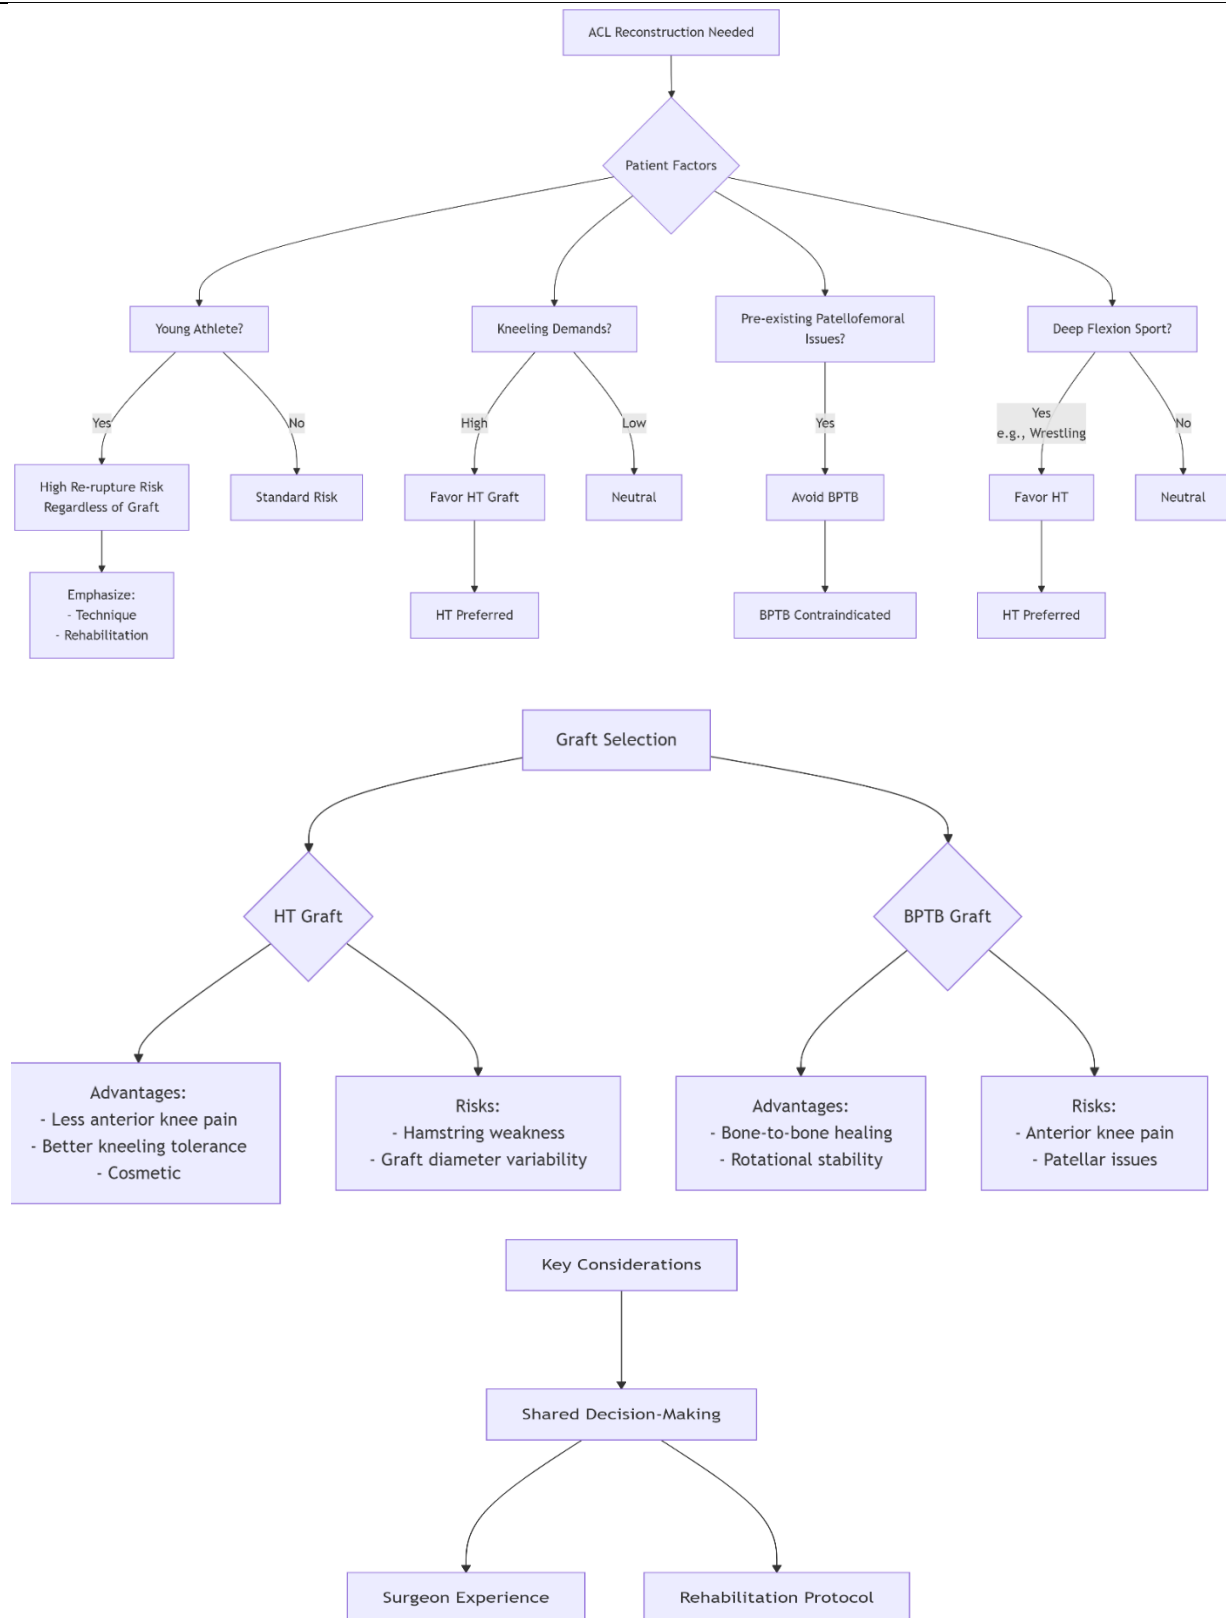 ACL Reconstruction Needed
Patient Factors
Young Athlete?
Kneeling Demands?
Pre-existing Patellofemoral
Issues?
Deep Flexion Sport?
Yes
No
High
Low
Yes
Yes
e.g., Wrestling
No
High Re-rupture Risk
Regardless of Graft
Standard Risk
Favor HT Graft
Neutral
Avoid BPTB
Favor HT
Neutral
Emphasize:
- Technique
- Rehabilitation
HT Preferred
BPTB Contraindicated
HT Preferred
Graft Selection
HT Graft
BPTB Graft
Advantages:
- Less anterior knee pain
- Better kneeling tolerance
- Cosmetic
Risks:
- Hamstring weakness
- Graft diameter variability
Advantages:
- Bone-to-bone healing
- Rotational stability
Risks:
- Anterior knee pain
- Patellar issues
Key Considerations
Shared Decision-Making
Surgeon Experience
Rehabilitation Protocol